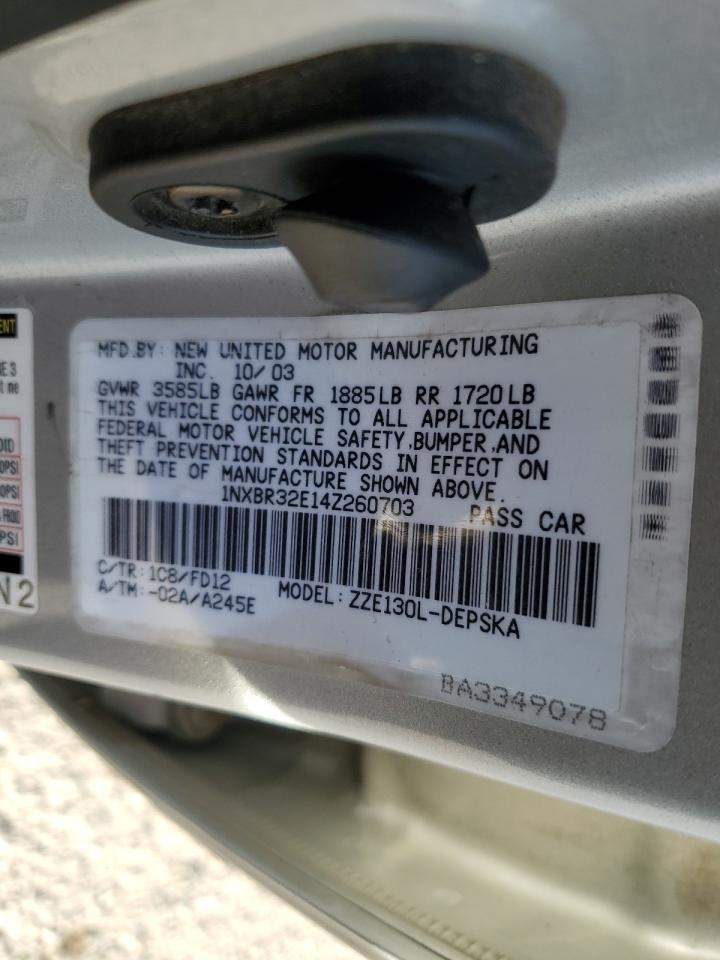 MFD.BY: NEW UNITED MOTOR MANUFACTURING
INC. 10/03
GVWR 3585LB GAWR FR 1885LB RR 1720LB
THIS VEHICLE CONFORMS TO ALL APPLICABLE
FEDERAL MOTOR VEHICLE SAFETY,BUMPER,AND
THEFT PREVENTION STANDARDS IN EFFECT ON
THE DATE OF MANUFACTURE SHOWN ABOVE.
1NXBR32E14Z260703 PASS CAR
C/TR: 1C8/FD12
A/TM: -02A/A245E MODEL: ZZE130L-DEPSKA
BA3349078
N2